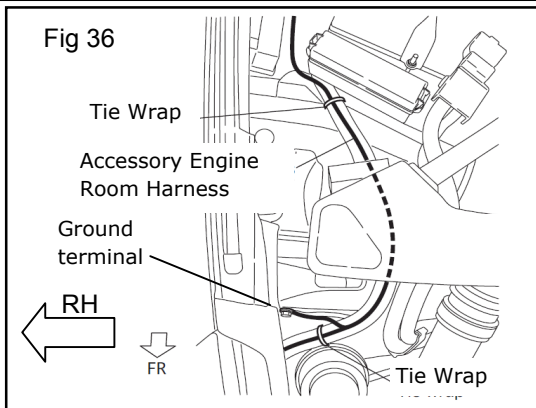 Fig 36
Tie Wrap
Accessory Engine
Room Harness
Ground
terminal
RH
FR
Tie Wrap